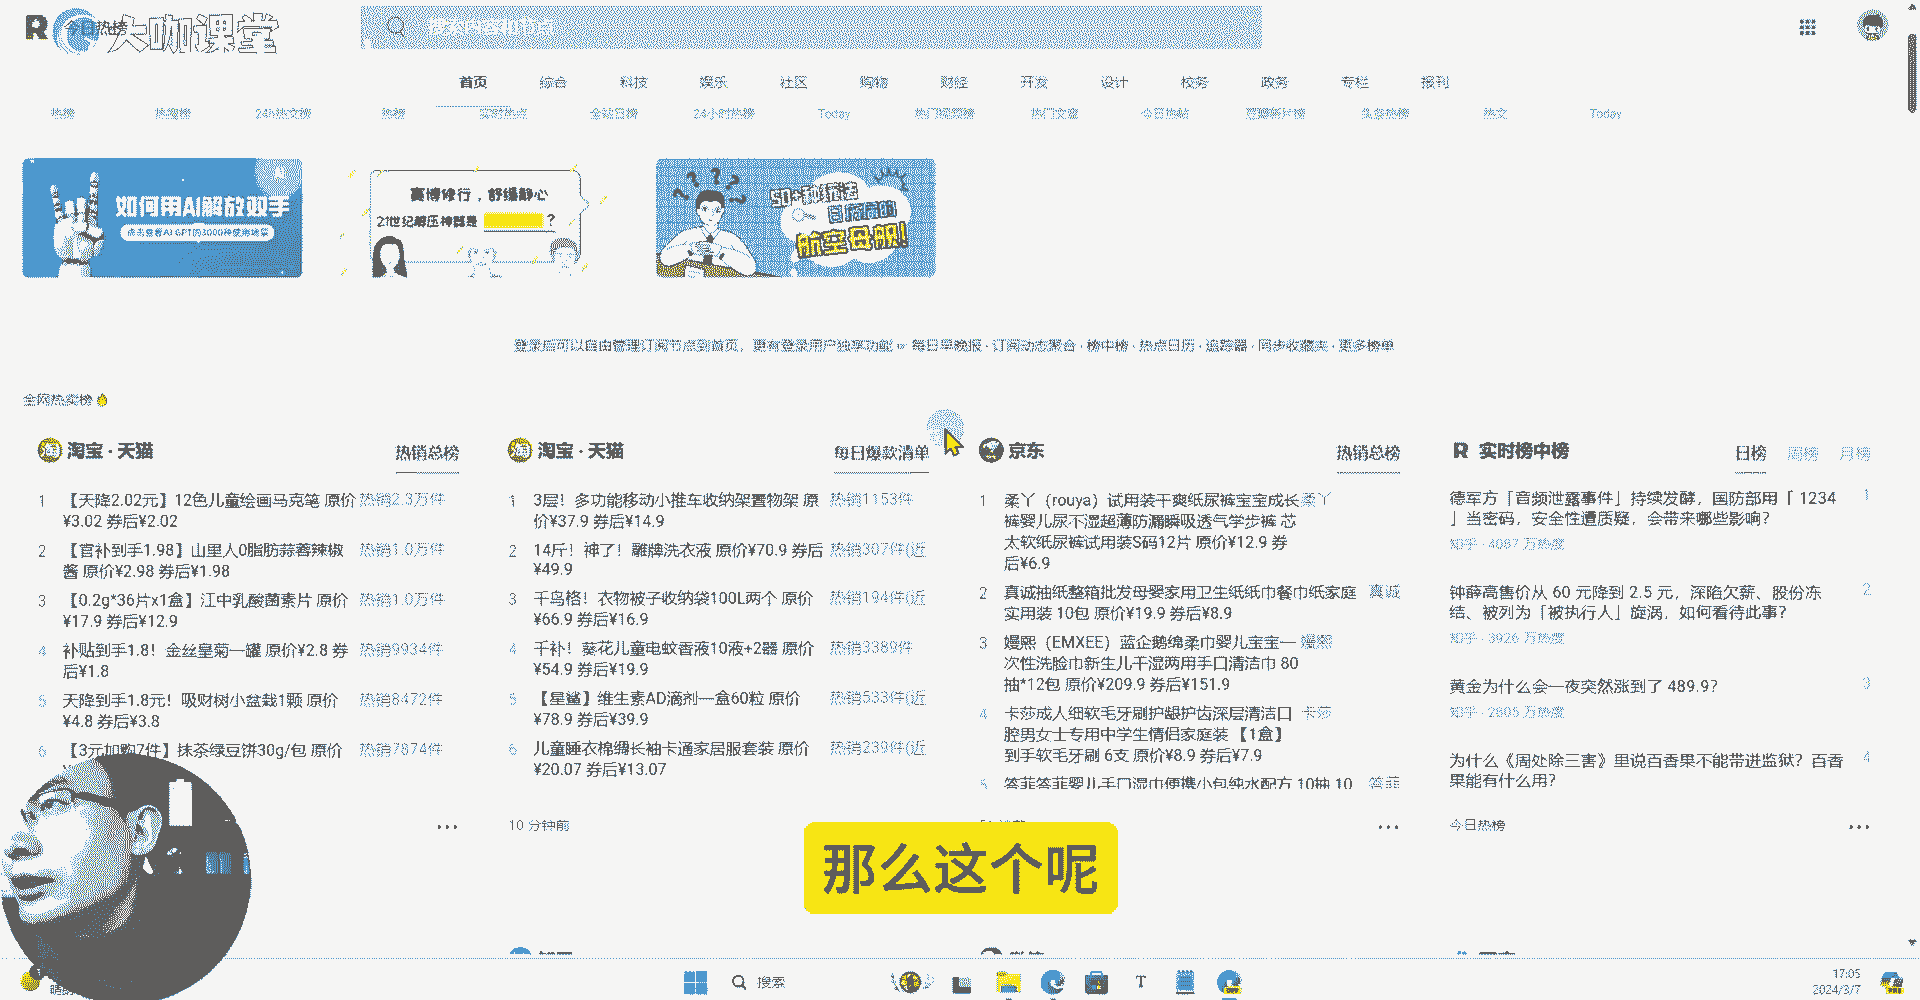 今日热榜
大咖课堂
搜索内容和节点
首页 综合 科技 娱乐 社区 购物 财经 开发 设计 校务 政务 专栏 报刊
热榜 热搜榜 24h热文榜 热榜 实时热点 全站日榜 24小时热榜 Today 热门视频榜 热门文章 今日热帖 豆瓣新片榜 头条热榜 热文 Today
如何用AI解放双手
赛博修行，舒缓静心
21世纪解压神器是 ？
50+种玩法
航空母舰!
登录后可以自由管理订阅节点到首页，更有登录用户独享功能 » 每日早晚报 · 订阅动态聚合 · 榜中榜 · 热点日历 · 追踪器 · 同步收藏夹 · 更多榜单
全网热卖榜
淘宝 · 天猫 热销总榜
1 【天降2.02元】12色儿童绘画马克笔 原价 热销2.3万件
¥3.02 券后¥2.02
2 【官补到手1.98】山里人0脂肪蒜蓉辣椒 热销1.0万件
酱 原价¥2.98 券后¥1.98
3 【0.2g*36片x1盒】江中乳酸菌素片 原价 热销1.0万件
¥17.9 券后¥12.9
4 补贴到手1.8！金丝皇菊一罐 原价¥2.8 券 热销9934件
后¥1.8
5 天降到手1.8元！吸财树小盆栽1颗 原价 热销8472件
¥4.8 券后¥3.8
6 【3元加购7件】抹茶绿豆饼30g/包 原价 热销7874件
淘宝 · 天猫 每日爆款清单
1 3层！多功能移动小推车收纳架置物架 原 热销1153件
价¥37.9 券后¥14.9
2 14斤！神了！雕牌洗衣液 原价¥70.9 券后 热销307件(近
¥49.9
3 千鸟格！衣物被子收纳袋100L两个 原价 热销194件(近
¥66.9 券后¥16.9
4 千补！葵花儿童电蚊香液10液+2器 原价 热销3389件
¥54.9 券后¥19.9
5 【星鲨】维生素AD滴剂一盒60粒 原价 热销533件(近
¥78.9 券后¥39.9
6 儿童睡衣棉绸长袖卡通家居服套装 原价 热销239件(近
¥20.07 券后¥13.07
10 分钟前
京东 热销总榜
1 柔丫（rouya）试用装干爽纸尿裤宝宝成长 柔丫
裤婴儿尿不湿超薄防漏瞬吸透气学步裤 芯
太软纸尿裤试用装S码12片 原价¥12.9 券
后¥6.9
2 真诚抽纸整箱批发母婴家用卫生纸纸巾餐巾纸家庭 真诚
实用装 10包 原价¥19.9 券后¥8.9
3 嫚熙（EMXEE）蓝企鹅绵柔巾婴儿宝宝一 嫚熙
次性洗脸巾新生儿干湿两用手口清洁巾 80
抽*12包 原价¥209.9 券后¥151.9
4 卡莎成人细软毛牙刷护龈护齿深层清洁口 卡莎
腔男女士专用中学生情侣家庭装 【1盒】
到手软毛牙刷 6支 原价¥8.9 券后¥7.9
5 答菲答菲婴儿手口湿巾便携小包纯水配方 10抽 10 答菲
实时榜中榜 日榜 周榜 月榜
德军方「音频泄露事件」持续发酵，国防部用「 1234 1
」当密码，安全性遭质疑，会带来哪些影响？
知乎 · 4087 万热度
钟薛高售价从 60 元降到 2.5 元，深陷欠薪、股份冻 2
结、被列为「被执行人」旋涡，如何看待此事？
知乎 · 3926 万热度
黄金为什么会一夜突然涨到了 489.9？ 3
知乎 · 2805 万热度
为什么《周处除三害》里说百香果不能带进监狱？百香 4
果能有什么用？
今日热榜
那么这个呢
搜索
17:05
2024/3/7